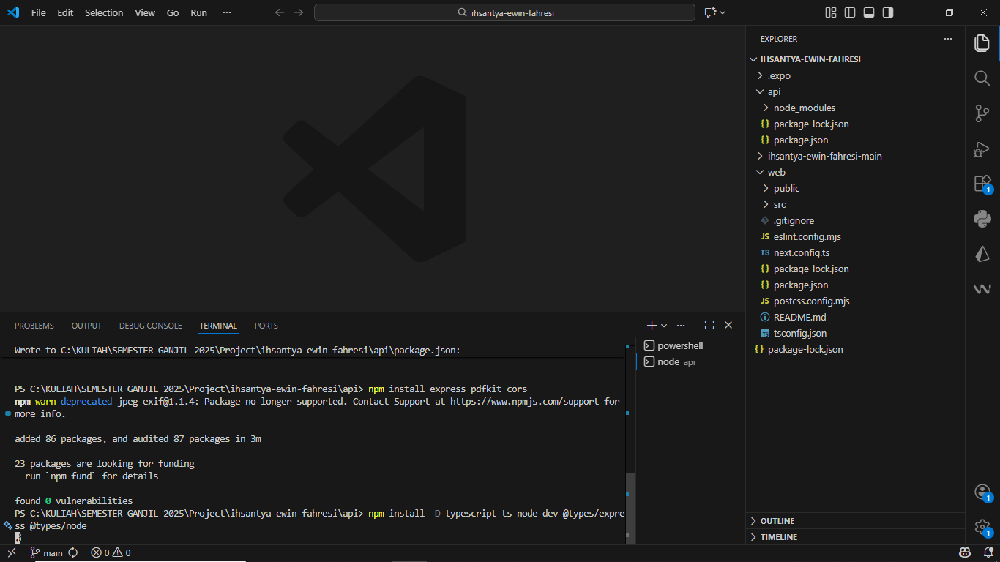 File Edit Selection View Go Run ···
ihsantya-ewin-fahresi
EXPLORER
IHSANTYA-EWIN-FAHRESI
.expo
api
node_modules
{} package-lock.json
{} package.json
ihsantya-ewin-fahresi-main
web
public
src
.gitignore
JS eslint.config.mjs
TS next.config.ts
{} package-lock.json
{} package.json
JS postcss.config.mjs
README.md
TS tsconfig.json
{} package-lock.json
OUTLINE
TIMELINE
1
1
1
PROBLEMS OUTPUT DEBUG CONSOLE TERMINAL PORTS
powershell
node api
Wrote to C:\KULIAH\SEMESTER GANJIL 2025\Project\ihsantya-ewin-fahresi\api\package.json:
PS C:\KULIAH\SEMESTER GANJIL 2025\Project\ihsantya-ewin-fahresi\api> npm install express pdfkit cors
npm warn deprecated jpeg-exif@1.1.4: Package no longer supported. Contact Support at https://www.npmjs.com/support for
more info.
added 86 packages, and audited 87 packages in 3m
23 packages are looking for funding
run `npm fund` for details
found 0 vulnerabilities
PS C:\KULIAH\SEMESTER GANJIL 2025\Project\ihsantya-ewin-fahresi\api> npm install -D typescript ts-node-dev @types/expre
ss @types/node
main 0 0